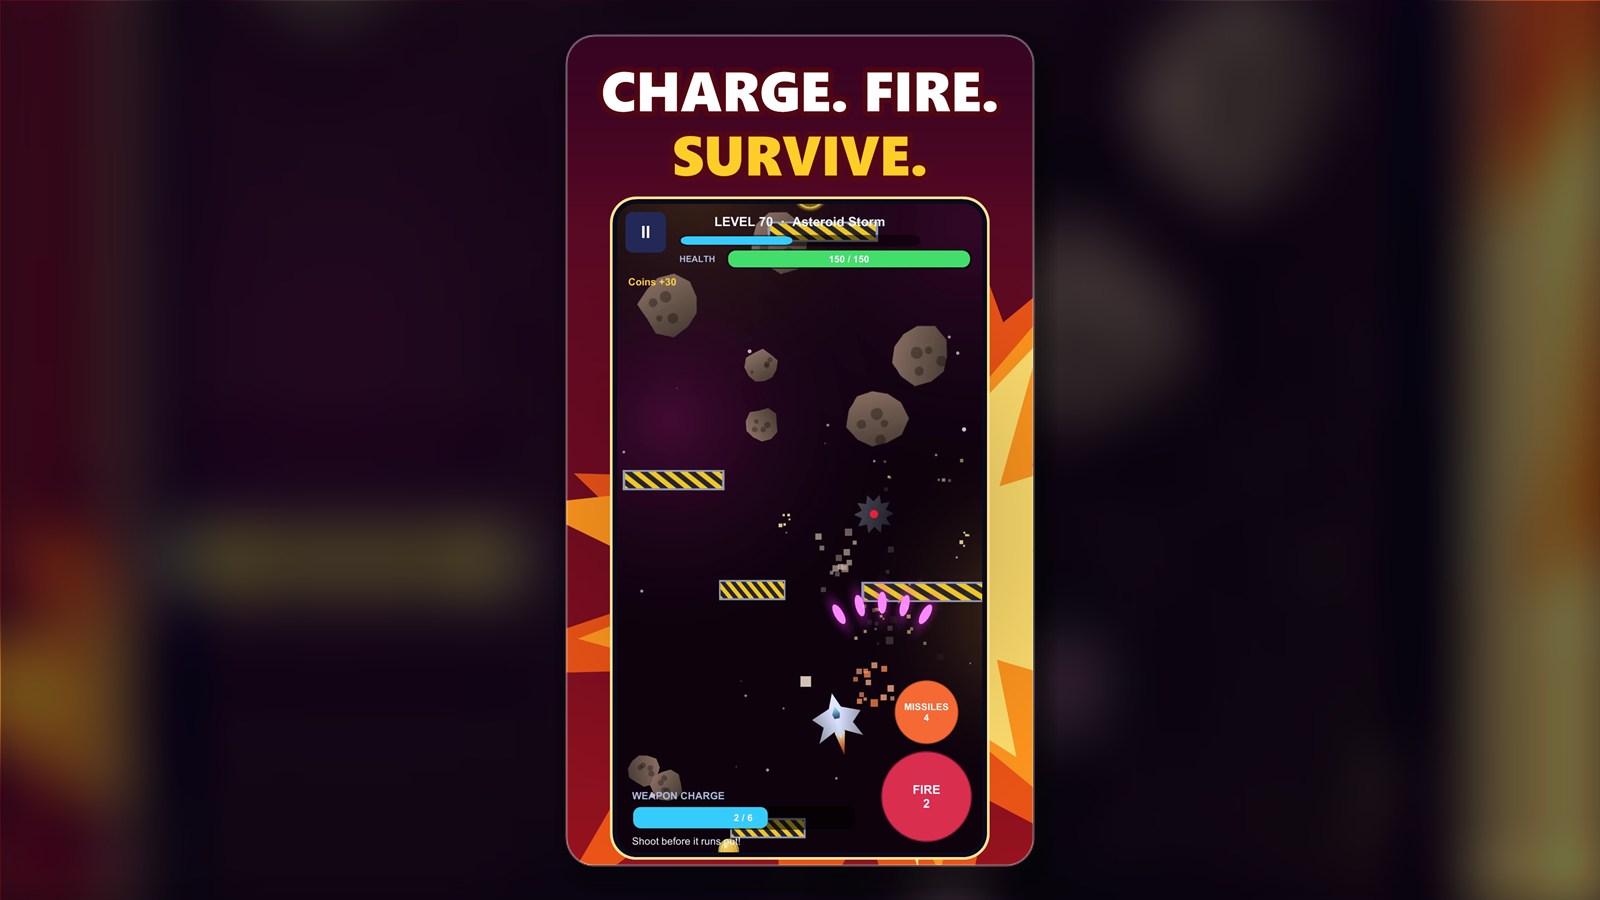 CHARGE. FIRE.
SURVIVE.
LEVEL 70 · Asteroid Storm
HEALTH
150 / 150
Coins +30
MISSILES
4
FIRE
2
WEAPON CHARGE
2 / 6
Shoot before it runs out!